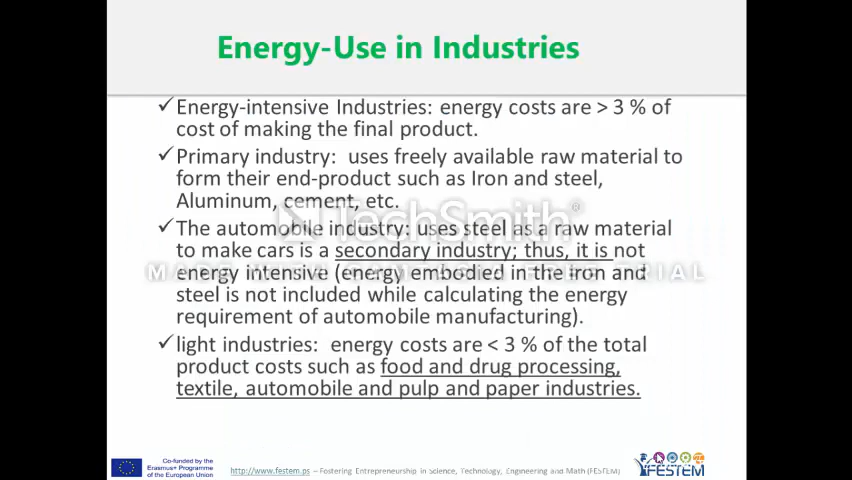 Energy-Use in Industries
✓Energy-intensive Industries: energy costs are > 3 % of
cost of making the final product.
✓Primary industry: uses freely available raw material to
form their end-product such as Iron and steel,
Aluminum, cement, etc.
TechSmith®
✓The automobile industry: uses steel as a raw material
to make cars is a secondary industry; thus, it is not
energy intensive (energy embodied in the iron and
steel is not included while calculating the energy
requirement of automobile manufacturing).
✓light industries: energy costs are < 3 % of the total
product costs such as food and drug processing,
textile, automobile and pulp and paper industries.
Co-funded by the
Erasmus+ Programme
of the European Union
http://www.festem.ps – Fostering Entrepreneurship in Science, Technology, Engineering and Math (FESTEM)
FESTEM